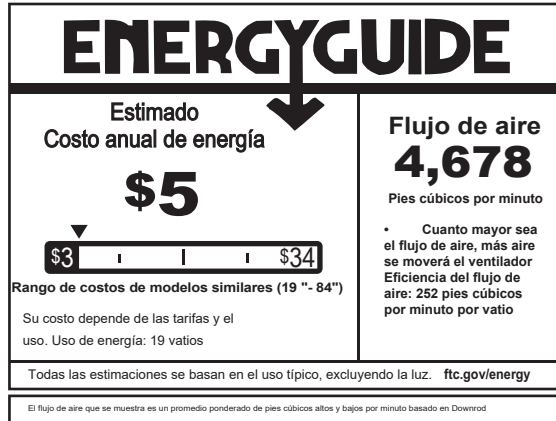 ENERGYGUIDE
Estimado
Costo anual de energía
$5
$3 $34
Rango de costos de modelos similares (19 "- 84")
Su costo depende de las tarifas y el
uso. Uso de energía: 19 vatios
Flujo de aire
4,678
Pies cúbicos por minuto
• Cuanto mayor sea
el flujo de aire, más aire
se moverá el ventilador
Eficiencia del flujo de
aire: 252 pies cúbicos
por minuto por vatio
Todas las estimaciones se basan en el uso típico, excluyendo la luz. ftc.gov/energy
El flujo de aire que se muestra es un promedio ponderado de pies cúbicos altos y bajos por minuto basado en Downrod